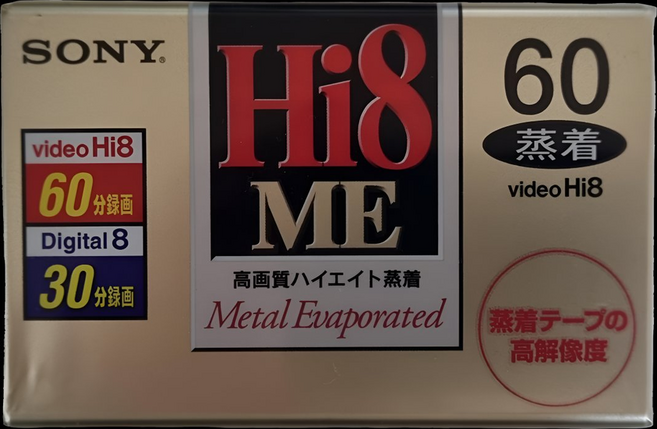 SONY®
video Hi8
60分録画
Digital 8
30分録画
Hi8
ME
高画質ハイエイト蒸着
Metal Evaporated
60
蒸着
video Hi8
蒸着テープの
高解像度